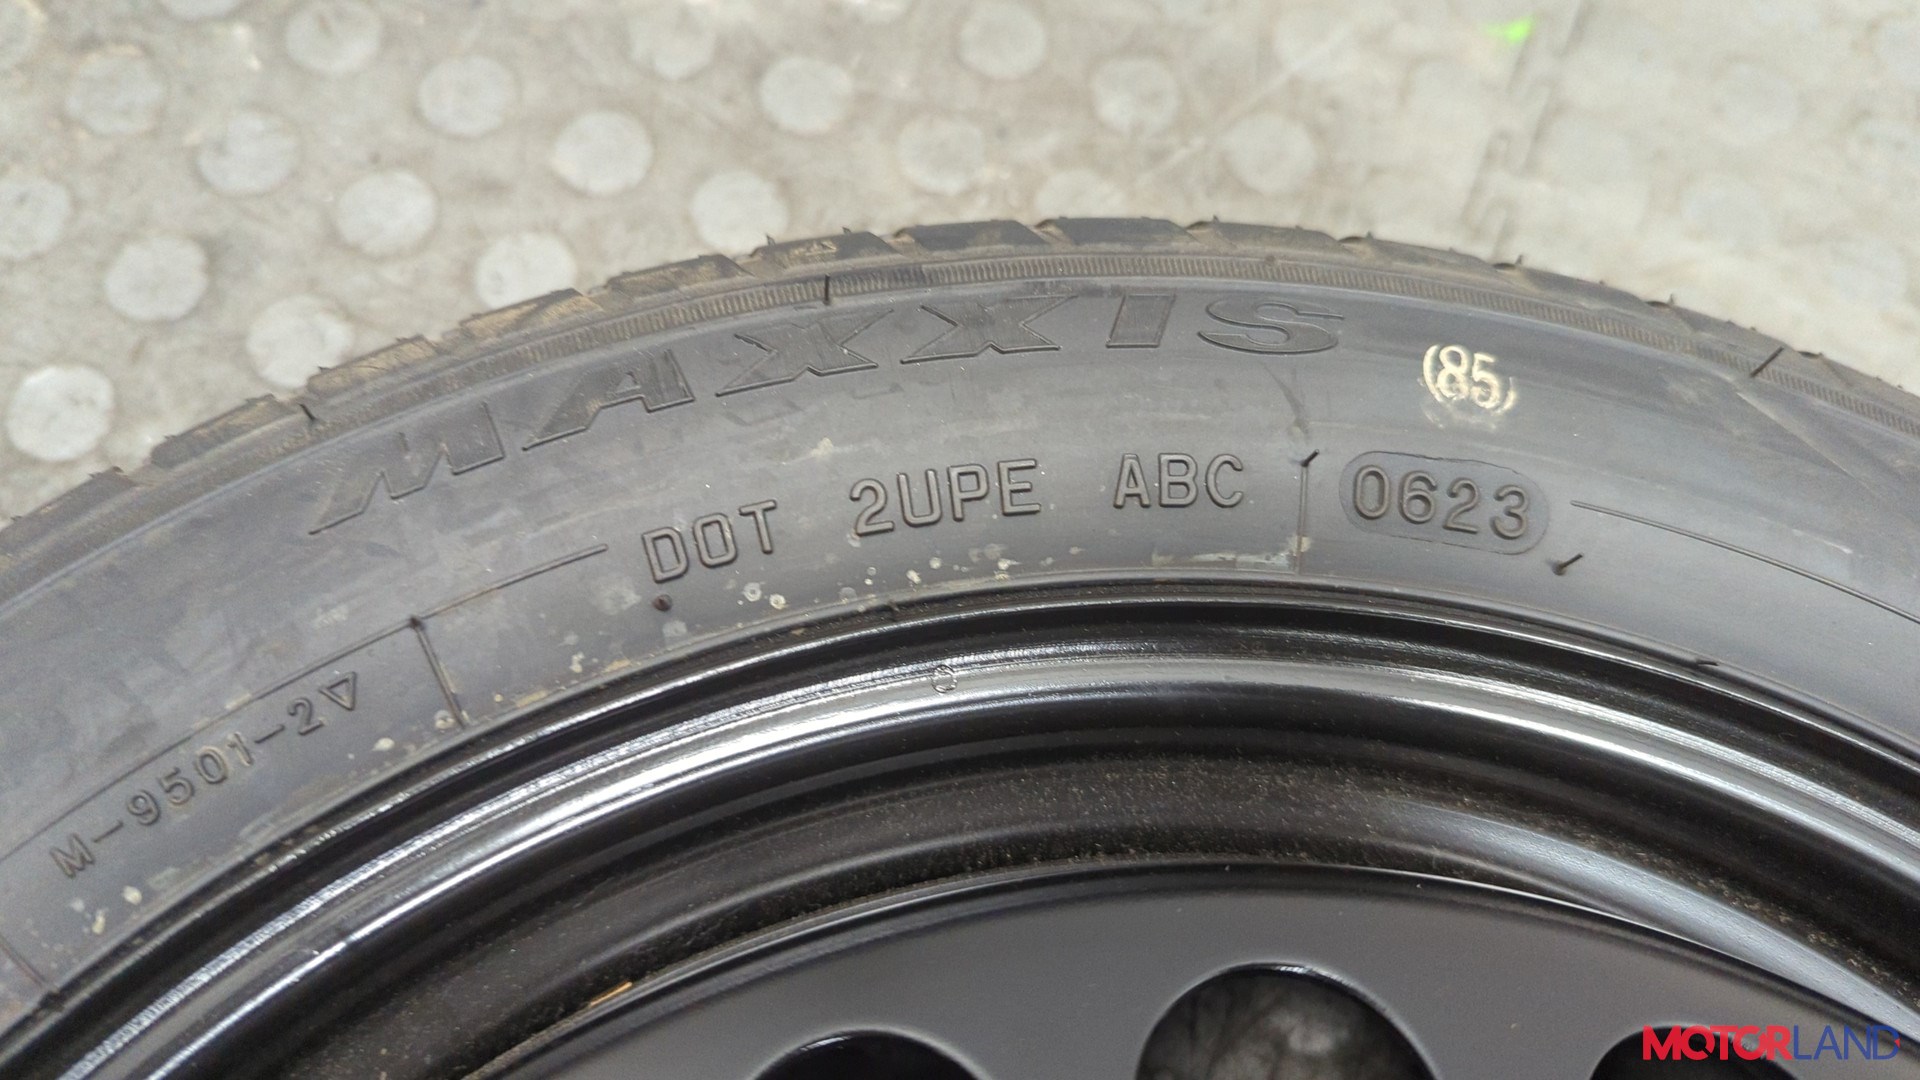 MAXXIS
(85)
DOT 2UPE ABC 0623
M-9501-2
MOTORLAND